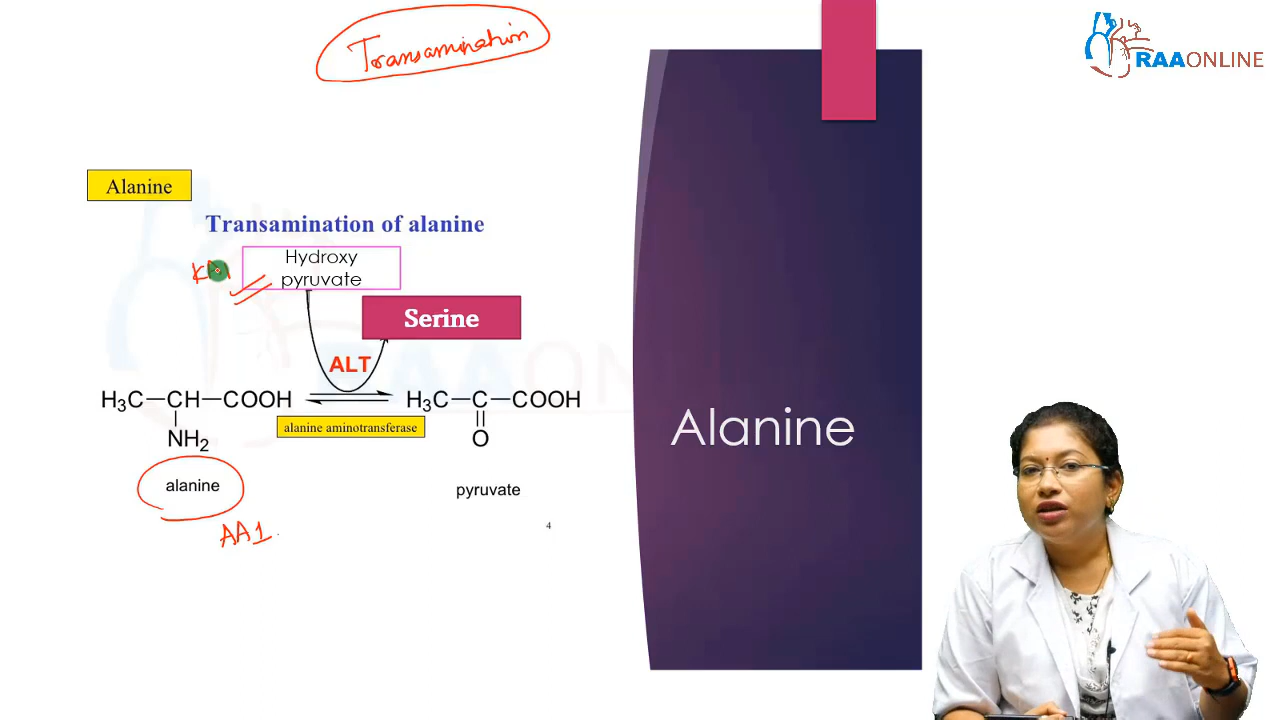 Transamination
RAAONLINE
Alanine
Transamination of alanine
Hydroxy
pyruvate
Serine
ALT
H3C—CH—COOH
NH2
alanine aminotransferase
H3C—C—COOH
O
alanine
pyruvate
AA1
4
Alanine